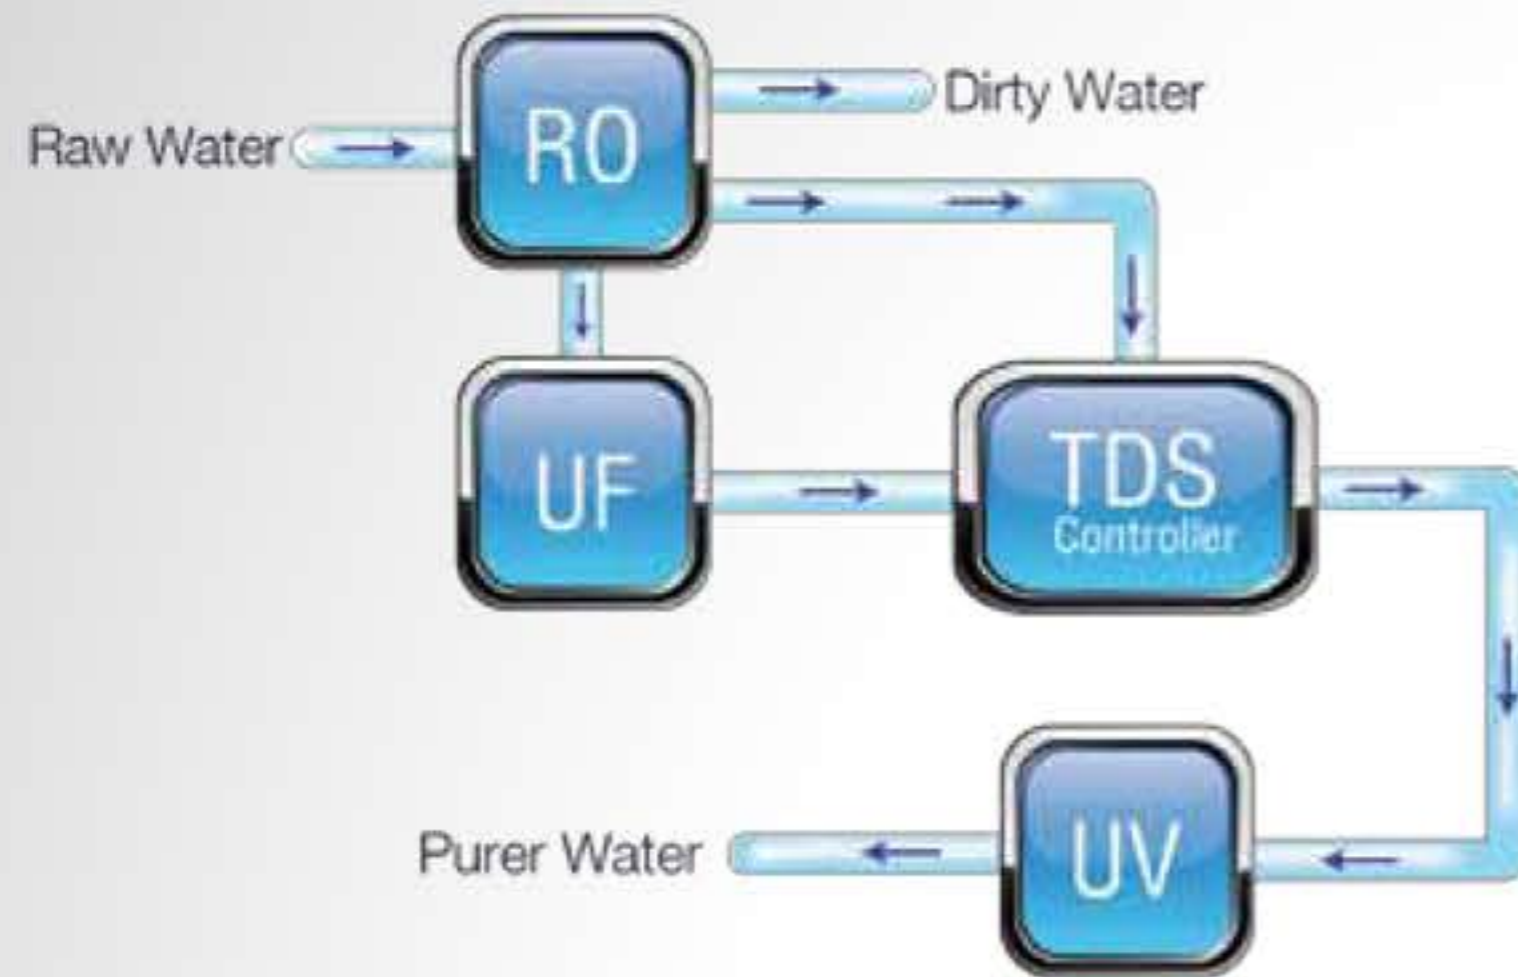 RO
Dirty Water
Raw Water
UF
TDS
Controller
UV
Purer Water